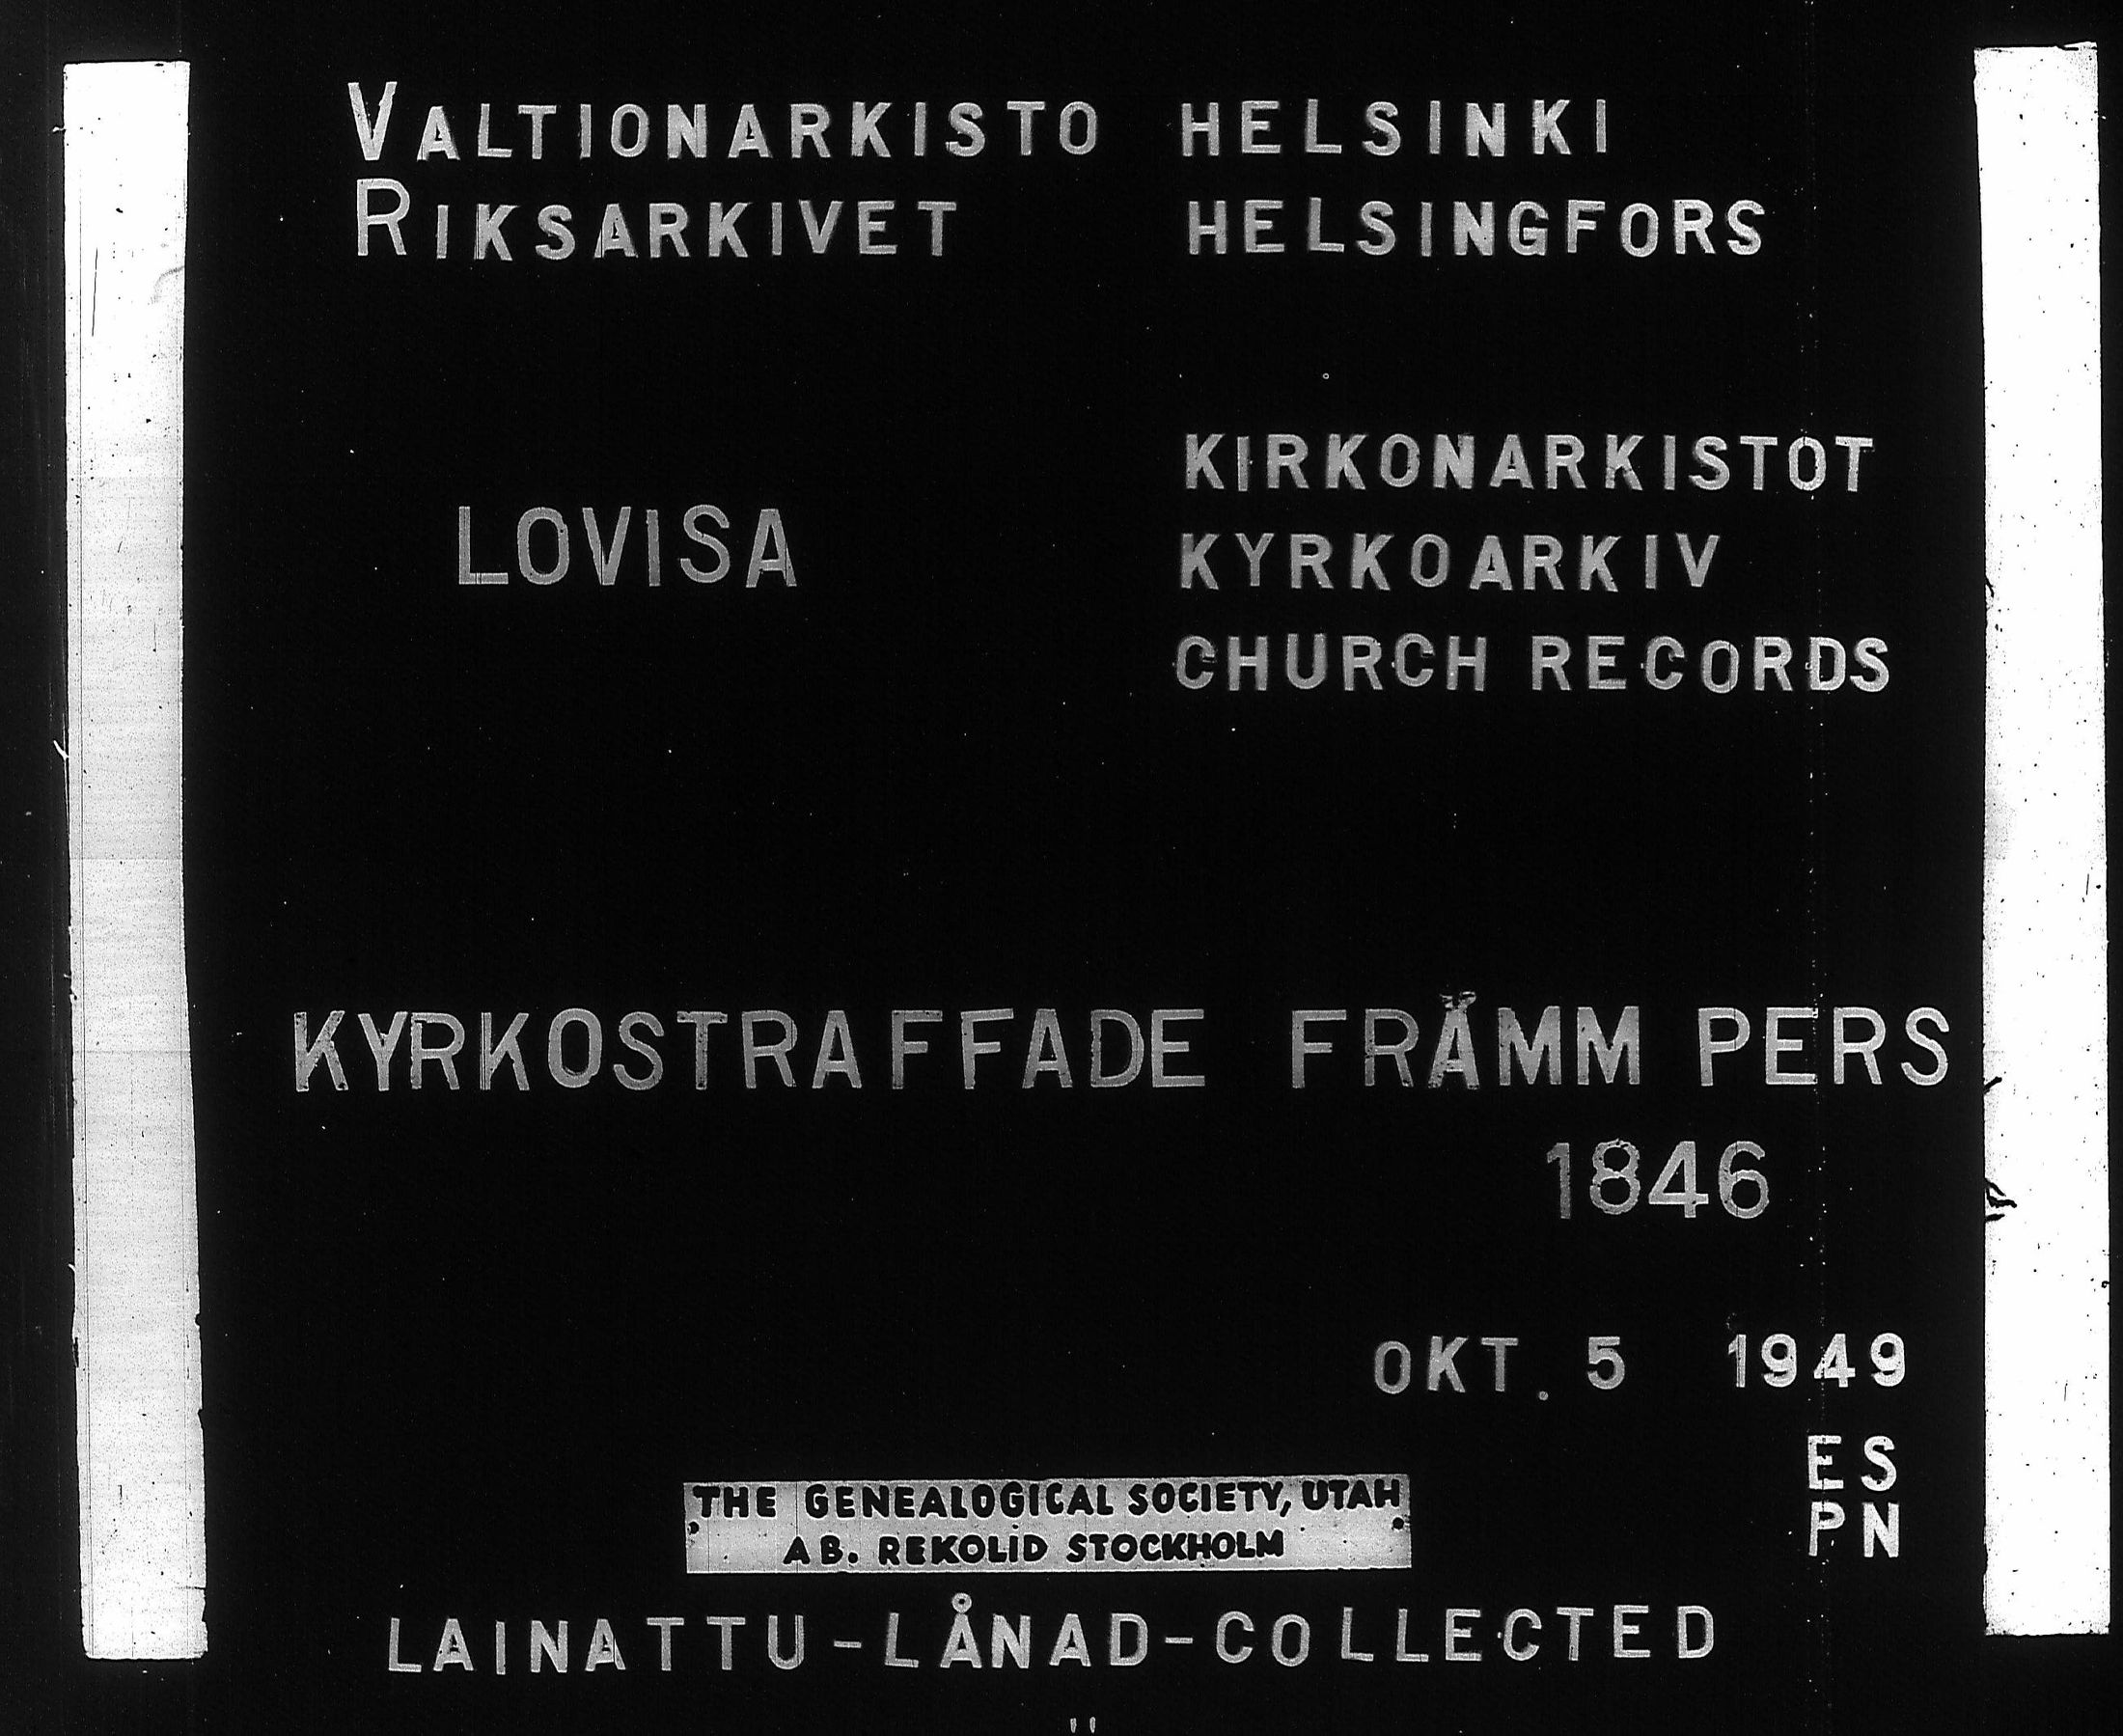 VALTIONARKISTO HELSINKI
RIKSARKIVET HELSINGFORS
LOVISA
KIRKONARKISTOT
KYRKOARKIV
CHURCH RECORDS
KYRKOSTRAFFADE FRÄMM PERS
1846
OKT. 5 1949
ES
PN
THE GENEALOGICAL SOCIETY, UTAH
AB. REKOLID STOCKHOLM
LAINATTU-LÅNAD-COLLECTED